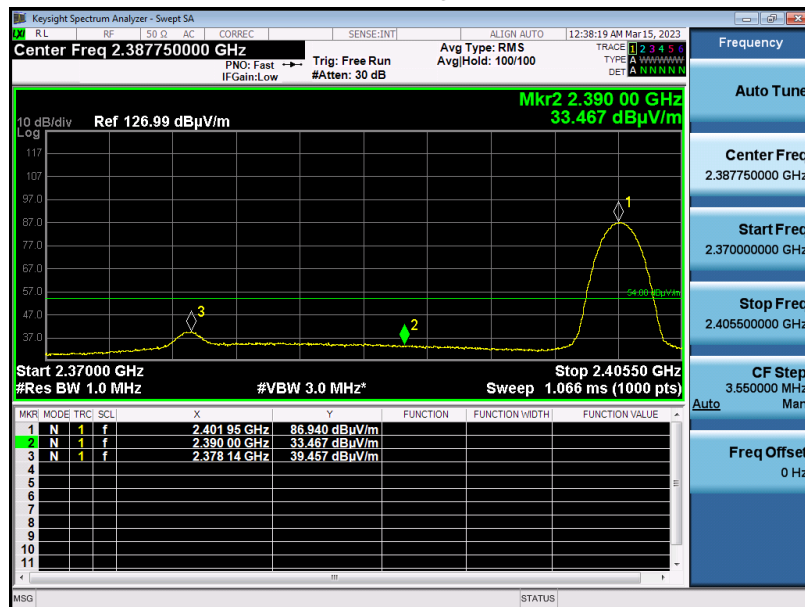 Keysight Spectrum Analyzer - Swept SA
LXI RL RF 50 Ω AC CORREC SENSE:INT ALIGN AUTO 12:38:19 AM Mar 15, 2023
Center Freq 2.387750000 GHz
PNO: Fast
IFGain:Low
Trig: Free Run
#Atten: 30 dB
Avg Type: RMS
Avg|Hold: 100/100
TRACE 1 2 3 4 5 6
TYPE A WWWWW
DET A N N N N N
Frequency
Auto Tune
Center Freq
2.387750000 GHz
Start Freq
2.370000000 GHz
Stop Freq
2.405500000 GHz
CF Step
3.550000 MHz
Auto Man
Freq Offset
0 Hz
Mkr2 2.390 00 GHz
33.467 dBµV/m
10 dB/div Ref 126.99 dBµV/m
Log
117
107
97.0
87.0
77.0
67.0
57.0
47.0
37.0
1
54.00 dBµV/m
3
2
Start 2.37000 GHz Stop 2.40550 GHz
#Res BW 1.0 MHz #VBW 3.0 MHz* Sweep 1.066 ms (1000 pts)
MKR MODE TRC SCL X Y FUNCTION FUNCTION WIDTH FUNCTION VALUE
1 N 1 f 2.401 95 GHz 86.940 dBµV/m
2 N 1 f 2.390 00 GHz 33.467 dBµV/m
3 N 1 f 2.378 14 GHz 39.457 dBµV/m
4
5
6
7
8
9
10
11
MSG STATUS